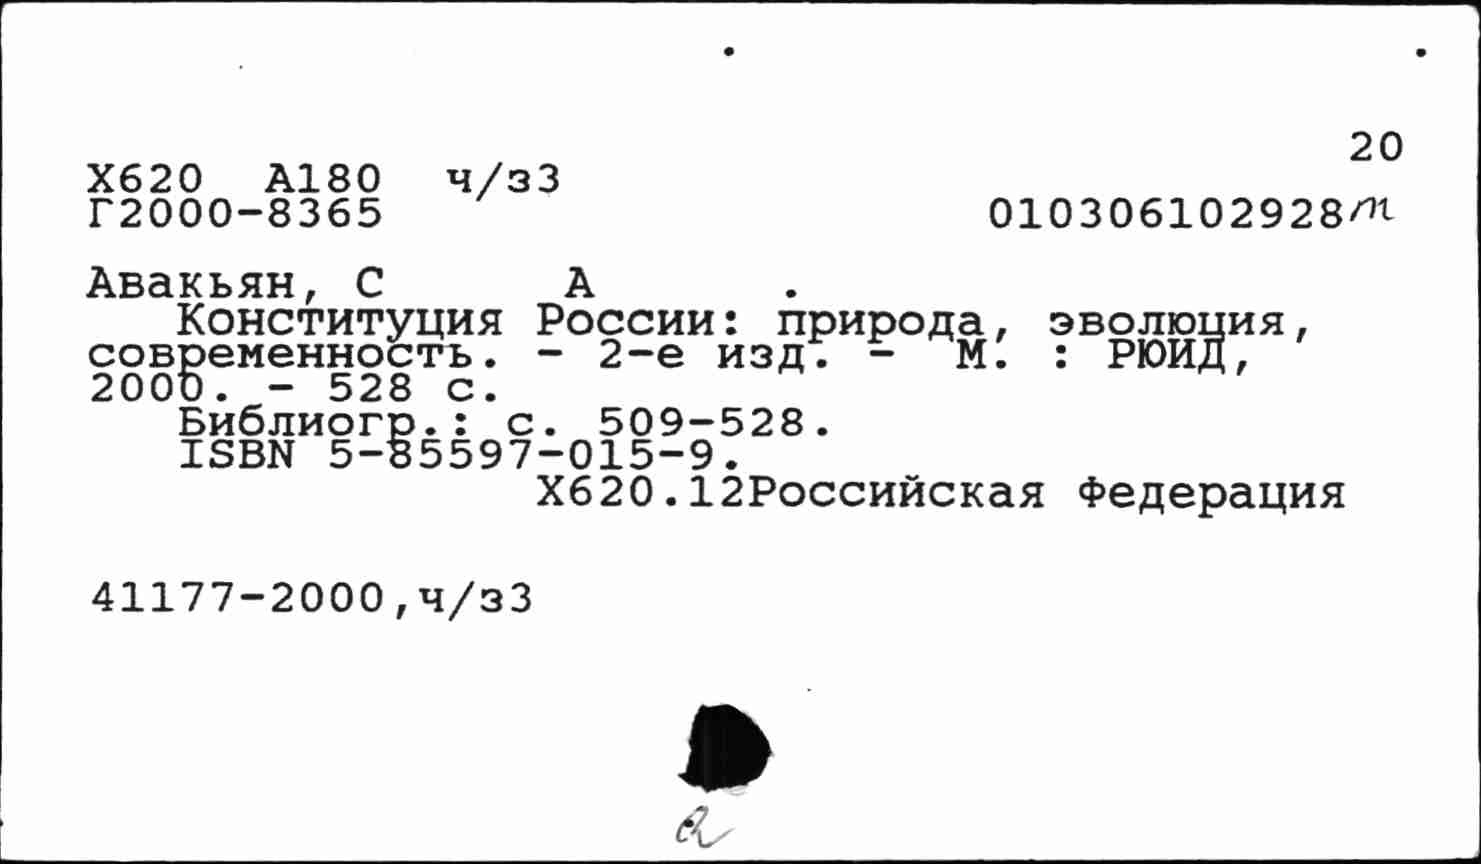 20
Х620 А180 ч/з3
Г2000-8365 010306102928т
Авакьян, С А .
Конституция России: природа, эволюция,
современность. - 2-е изд. - М. : РЮИД,
2000. - 528 с.
Библиогр.: с. 509-528.
ISBN 5-85597-015-9.
Х620.12Российская Федерация
41177-2000,ч/з3